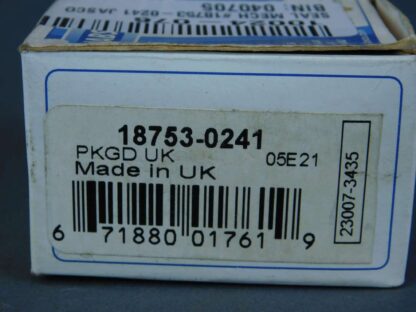 SEAL MECH #18753-0241 JASCO
BIN: 040705
18753-0241
PKGD UK 05E21
Made in UK
23007-3435
6 71880 01761 9